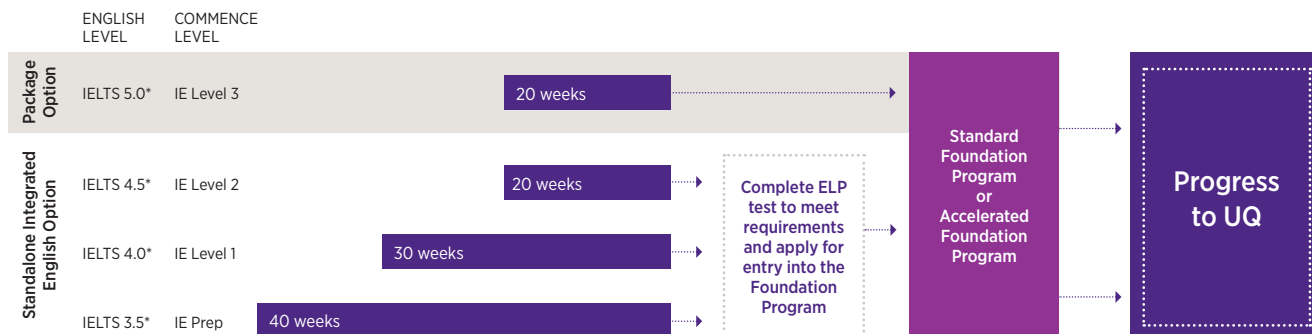 ENGLISH
LEVEL
COMMENCE
LEVEL
Package
Option
IELTS 5.0*
IE Level 3
20 weeks
Standalone Integrated
English Option
IELTS 4.5*
IE Level 2
20 weeks
IELTS 4.0*
IE Level 1
30 weeks
IELTS 3.5*
IE Prep
40 weeks
Complete ELP
test to meet
requirements
and apply for
entry into the
Foundation
Program
Standard
Foundation
Program
or
Accelerated
Foundation
Program
Progress
to UQ